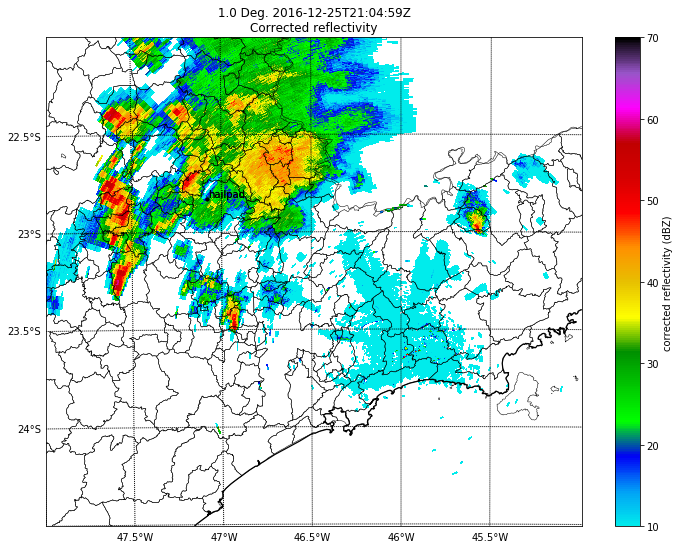 1.0 Deg. 2016-12-25T21:04:59Z
Corrected reflectivity
22.5°S
23°S
23.5°S
24°S
47.5°W
47°W
46.5°W
46°W
45.5°W
70
60
50
40
30
20
10
corrected reflectivity (dBZ)